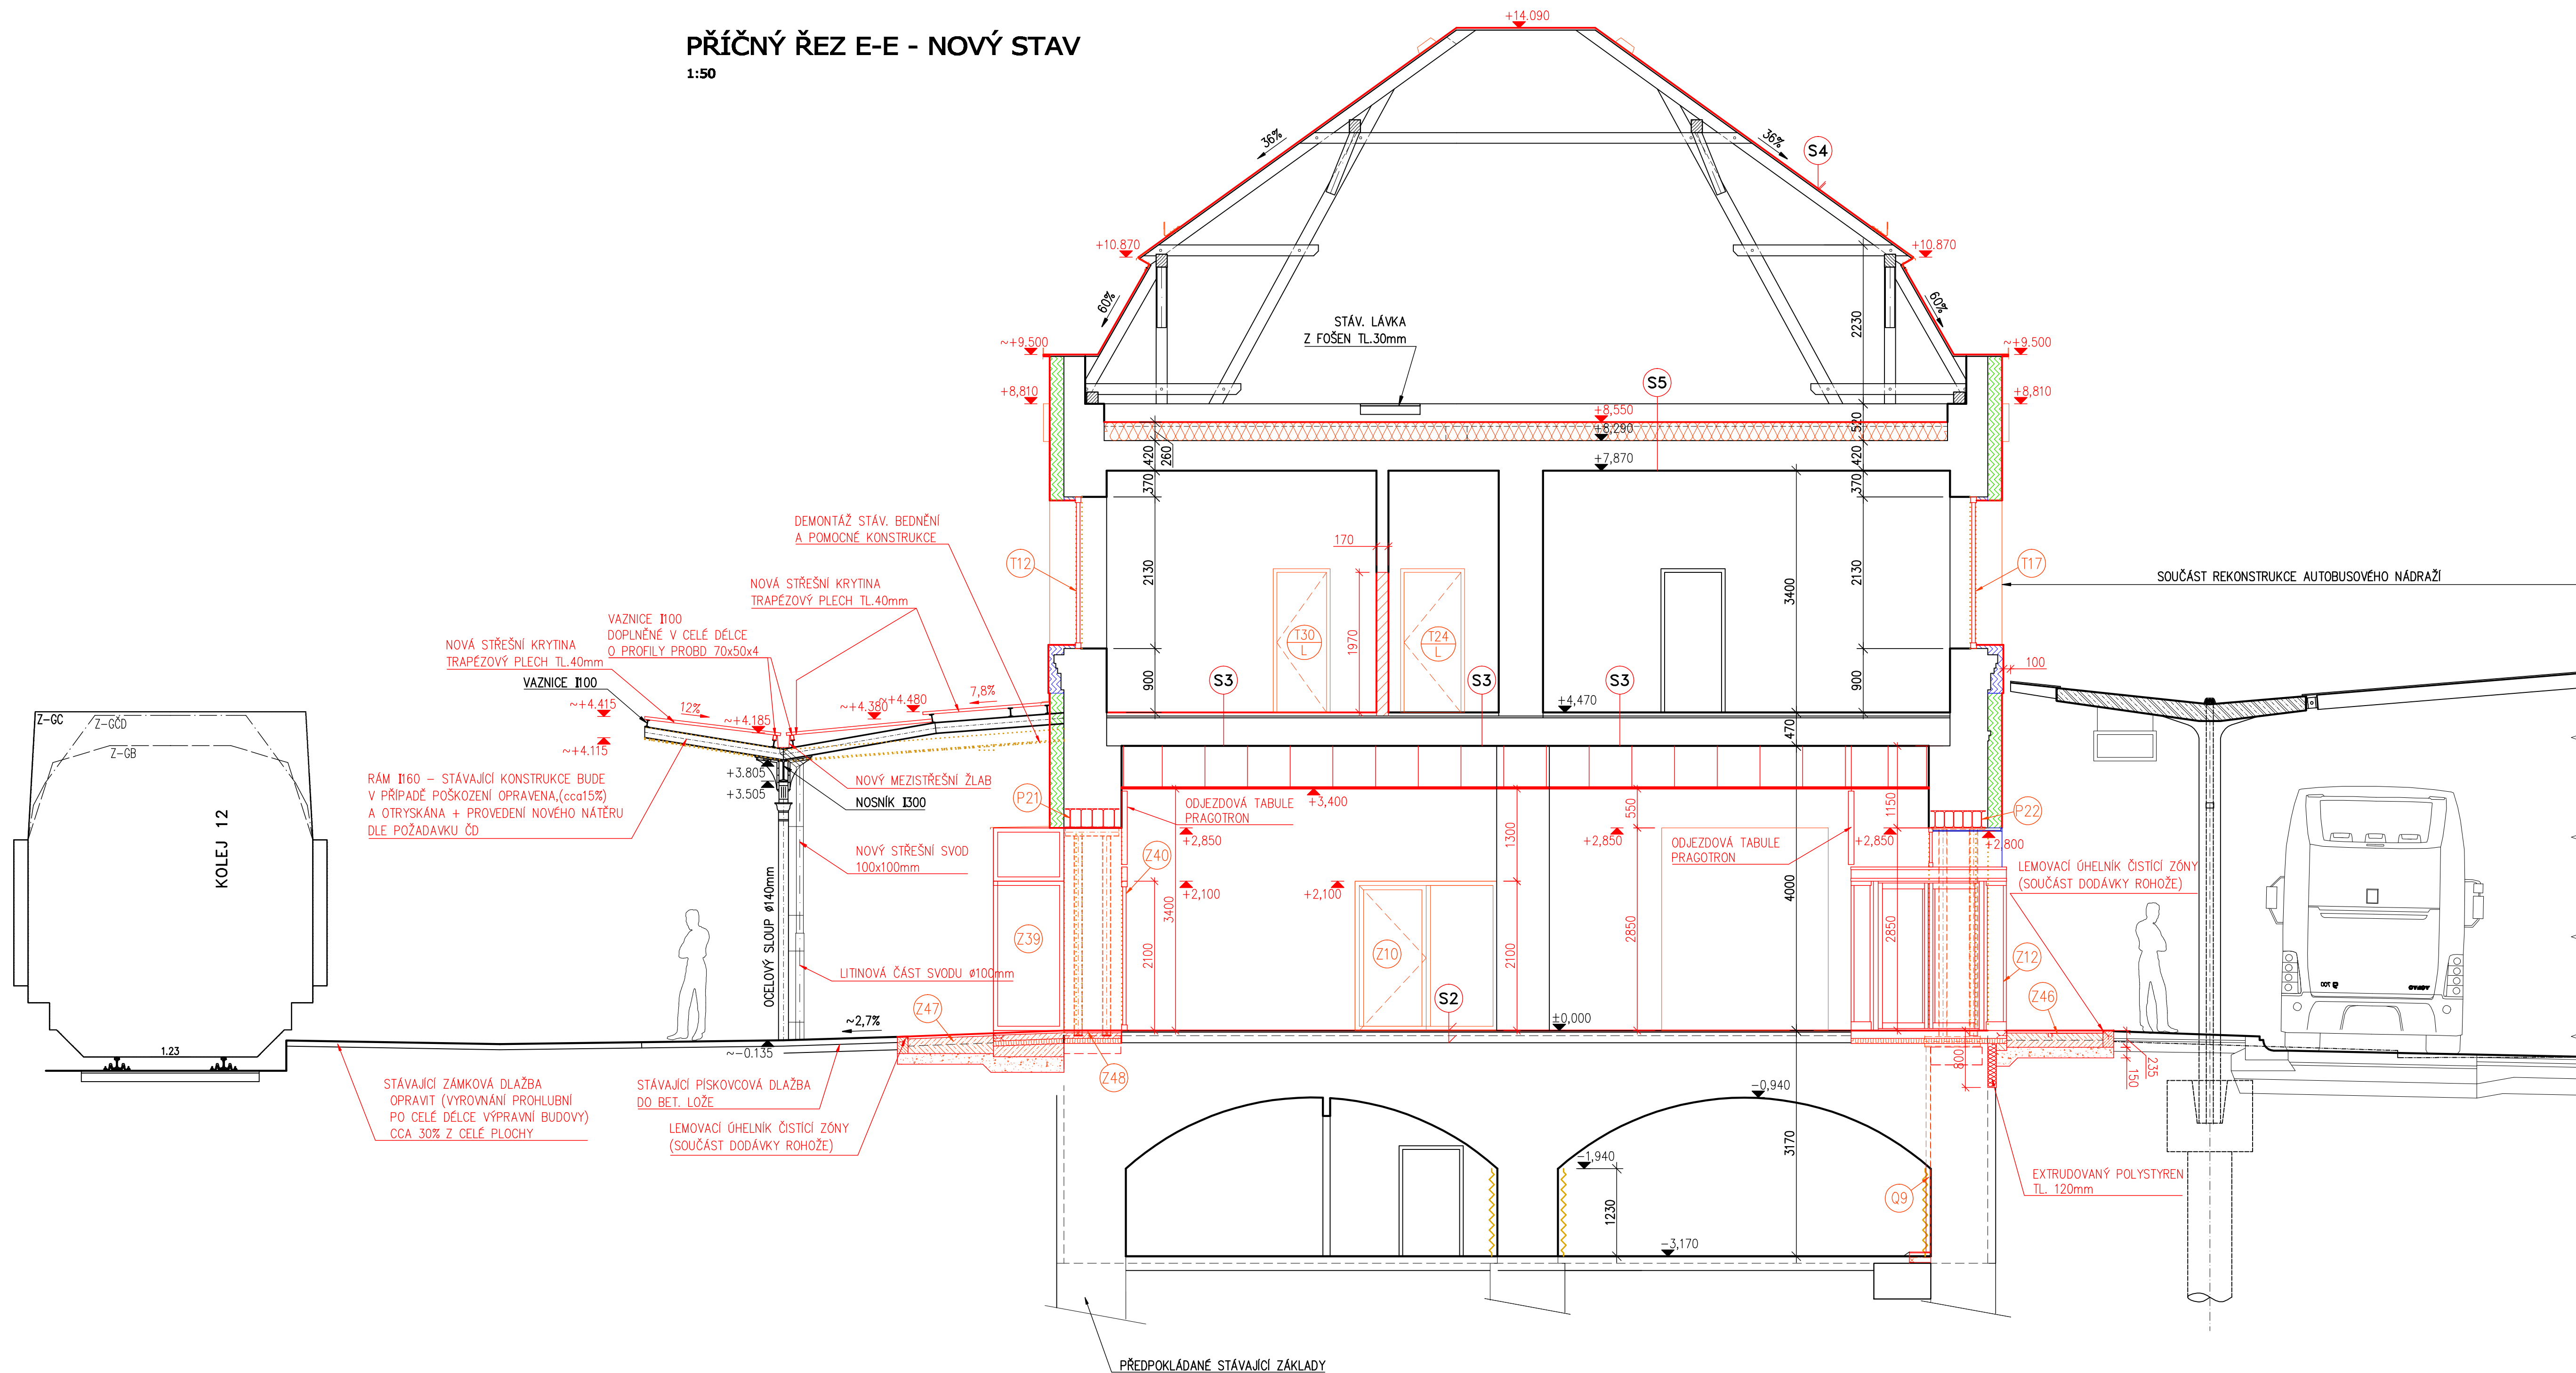 PŘÍČNÝ ŘEZ E-E - NOVÝ STAV
1:50
+14.090
36%
36%
S4
+10.870
+10.870
60%
60%
2230
STÁV. LÁVKA
Z FOŠEN TL.30mm
~+9.500
~+9.500
+8,810
+8,810
S5
+8,550
+8,290
+7,870
420
260
370
520
420
370
DEMONTÁŽ STÁV. BEDNĚNÍ
A POMOCNÉ KONSTRUKCE
170
T12
T17
2130
2130
3400
1970
SOUČÁST REKONSTRUKCE AUTOBUSOVÉHO NÁDRAŽÍ
NOVÁ STŘEŠNÍ KRYTINA
TRAPÉZOVÝ PLECH TL.40mm
VAZNICE I100
DOPLNĚNÉ V CELÉ DÉLCE
O PROFILY PROBD 70x50x4
NOVÁ STŘEŠNÍ KRYTINA
TRAPÉZOVÝ PLECH TL.40mm
VAZNICE I100
T30
L
T24
L
900
900
100
S3
S3
S3
12%
7,8%
~+4.415
~+4.185
~+4.380
~+4.480
~+4.115
+4,470
470
Z-GC
Z-GČD
Z-GB
KOLEJ 12
1.23
+3.805
+3.505
RÁM I160 – STÁVAJÍCÍ KONSTRUKCE BUDE
V PŘÍPADĚ POŠKOZENÍ OPRAVENA,(cca15%)
A OTRYSKÁNA + PROVEDENÍ NOVÉHO NÁTĚRU
DLE POŽADAVKU ČD
NOVÝ MEZISTŘEŠNÍ ŽLAB
NOSNÍK I300
P21
P22
ODJEZDOVÁ TABULE
PRAGOTRON
+3,400
550
1150
1300
+2,850
+2,850
+2,850
+2,800
ODJEZDOVÁ TABULE
PRAGOTRON
NOVÝ STŘEŠNÍ SVOD
100x100mm
Z40
+2,100
+2,100
LEMOVACÍ ÚHELNÍK ČISTÍCÍ ZÓNY
(SOUČÁST DODÁVKY ROHOŽE)
OCELOVÝ SLOUP ø140mm
3400
2100
2100
2850
4000
2850
Z39
Z10
Z12
LITINOVÁ ČÁST SVODU ø100mm
Z47
S2
Z46
~2,7%
±0,000
~-0.135
Z48
800
150
235
STÁVAJÍCÍ ZÁMKOVÁ DLAŽBA
OPRAVIT (VYROVNÁNÍ PROHLUBNÍ
PO CELÉ DÉLCE VÝPRAVNÍ BUDOVY)
CCA 30% Z CELÉ PLOCHY
STÁVAJÍCÍ PÍSKOVCOVÁ DLAŽBA
DO BET. LOŽE
LEMOVACÍ ÚHELNÍK ČISTÍCÍ ZÓNY
(SOUČÁST DODÁVKY ROHOŽE)
-0,940
-1,940
1230
3170
-3,170
Q9
EXTRUDOVANÝ POLYSTYREN
TL. 120mm
PŘEDPOKLÁDANÉ STÁVAJÍCÍ ZÁKLADY